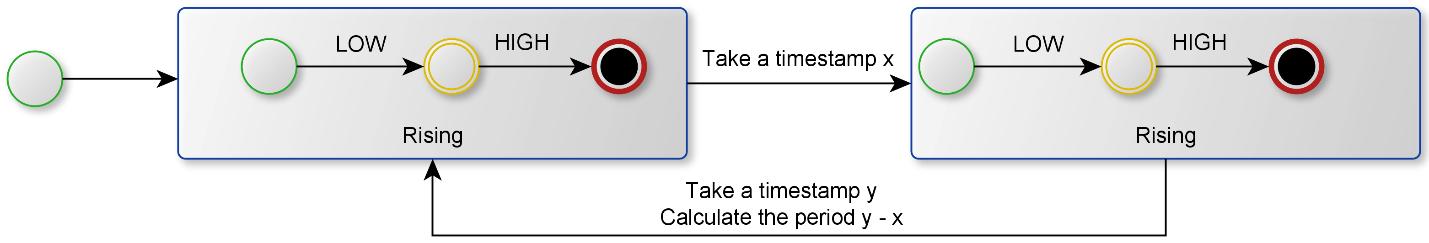 LOW
HIGH
Rising
Take a timestamp x
LOW
HIGH
Rising
Take a timestamp y
Calculate the period y - x